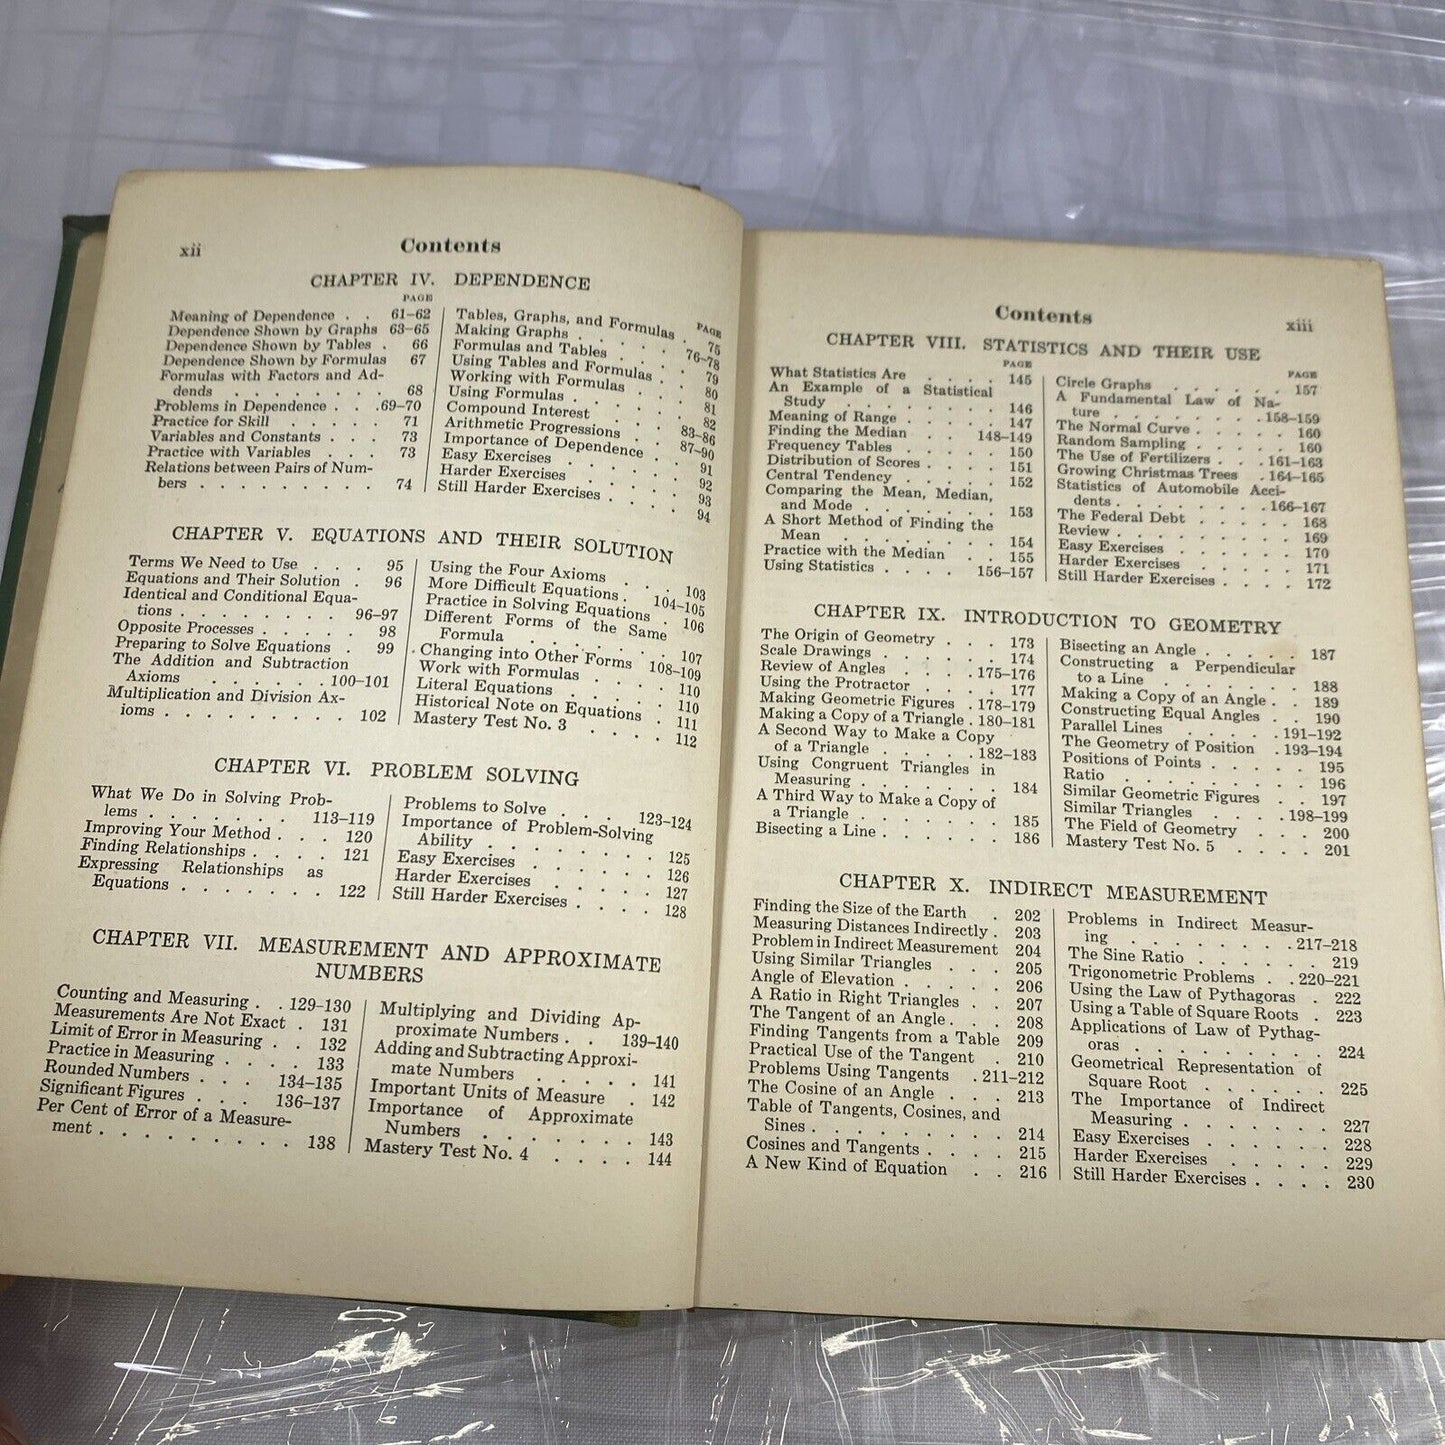 xii
Contents
CHAPTER IV. DEPENDENCE
PAGE
Meaning of Dependence . . 61–62
Dependence Shown by Graphs 63–65
Dependence Shown by Tables . 66
Dependence Shown by Formulas 67
Formulas with Factors and Ad-
dends . . . . . . . . 68
Problems in Dependence . . . 69–70
Practice for Skill . . . . . 71
Variables and Constants . . . 73
Practice with Variables . . . 73
Relations between Pairs of Num-
bers . . . . . . . . . 74
PAGE
Tables, Graphs, and Formulas . 75
Making Graphs . . . . . 76–78
Formulas and Tables . . . . 79
Using Tables and Formulas . . 80
Working with Formulas . . . 81
Using Formulas . . . . . 82
Compound Interest . . . . 83–86
Arithmetic Progressions . . . 87–90
Importance of Dependence . . 91
Easy Exercises . . . . . . 92
Harder Exercises . . . . . 93
Still Harder Exercises . . . . 94
CHAPTER V. EQUATIONS AND THEIR SOLUTION
Terms We Need to Use . . . 95
Equations and Their Solution . 96
Identical and Conditional Equa-
tions . . . . . . . . 96–97
Opposite Processes . . . . . 98
Preparing to Solve Equations . 99
The Addition and Subtraction
Axioms . . . . . . 100–101
Multiplication and Division Ax-
ioms . . . . . . . . . 102
Using the Four Axioms . . . 103
More Difficult Equations . 104–105
Practice in Solving Equations . 106
Different Forms of the Same
Formula . . . . . . . 107
Changing into Other Forms 108–109
Work with Formulas . . . . 110
Literal Equations . . . . . 110
Historical Note on Equations . 111
Mastery Test No. 3 . . . . 112
CHAPTER VI. PROBLEM SOLVING
What We Do in Solving Prob-
lems . . . . . . . 113–119
Improving Your Method . . . 120
Finding Relationships . . . . 121
Expressing Relationships as
Equations . . . . . . . 122
Problems to Solve . . . 123–124
Importance of Problem-Solving
Ability . . . . . . . . 125
Easy Exercises . . . . . . 126
Harder Exercises . . . . . 127
Still Harder Exercises . . . . 128
CHAPTER VII. MEASUREMENT AND APPROXIMATE
NUMBERS
Counting and Measuring . . 129–130
Measurements Are Not Exact . 131
Limit of Error in Measuring . . 132
Practice in Measuring . . . . 133
Rounded Numbers . . . 134–135
Significant Figures . . . 136–137
Per Cent of Error of a Measure-
ment . . . . . . . . . 138
Multiplying and Dividing Ap-
proximate Numbers . . 139–140
Adding and Subtracting Approxi-
mate Numbers . . . . . 141
Important Units of Measure . 142
Importance of Approximate
Numbers . . . . . . . 143
Mastery Test No. 4 . . . . 144
Contents
xiii
CHAPTER VIII. STATISTICS AND THEIR USE
PAGE
What Statistics Are . . . . 145
An Example of a Statistical
Study . . . . . . . . 146
Meaning of Range . . . . . 147
Finding the Median . . 148–149
Frequency Tables . . . . . 150
Distribution of Scores . . . . 151
Central Tendency . . . . . 152
Comparing the Mean, Median,
and Mode . . . . . . . 153
A Short Method of Finding the
Mean . . . . . . . . 154
Practice with the Median . . 155
Using Statistics . . . . 156–157
PAGE
Circle Graphs . . . . . . 157
A Fundamental Law of Na-
ture . . . . . . . . 158–159
The Normal Curve . . . . . 160
Random Sampling . . . . . 160
The Use of Fertilizers . . . 161–163
Growing Christmas Trees . 164–165
Statistics of Automobile Acci-
dents . . . . . . . . 166–167
The Federal Debt . . . . . 168
Review . . . . . . . . . 169
Easy Exercises . . . . . . 170
Harder Exercises . . . . . 171
Still Harder Exercises . . . . 172
CHAPTER IX. INTRODUCTION TO GEOMETRY
The Origin of Geometry . . . 173
Scale Drawings . . . . . . 174
Review of Angles . . . . 175–176
Using the Protractor . . . . 177
Making Geometric Figures . 178–179
Making a Copy of a Triangle . 180–181
A Second Way to Make a Copy
of a Triangle . . . . . 182–183
Using Congruent Triangles in
Measuring . . . . . . . 184
A Third Way to Make a Copy of
a Triangle . . . . . . . 185
Bisecting a Line . . . . . . 186
Bisecting an Angle . . . . . 187
Constructing a Perpendicular
to a Line . . . . . . . 188
Making a Copy of an Angle . . 189
Constructing Equal Angles . . 190
Parallel Lines . . . . . 191–192
The Geometry of Position . 193–194
Positions of Points . . . . . 195
Ratio . . . . . . . . . 196
Similar Geometric Figures . . 197
Similar Triangles . . . . 198–199
The Field of Geometry . . . 200
Mastery Test No. 5 . . . . 201
CHAPTER X. INDIRECT MEASUREMENT
Finding the Size of the Earth . 202
Measuring Distances Indirectly . 203
Problem in Indirect Measurement 204
Using Similar Triangles . . . 205
Angle of Elevation . . . . . 206
A Ratio in Right Triangles . . 207
The Tangent of an Angle . . . 208
Finding Tangents from a Table 209
Practical Use of the Tangent . 210
Problems Using Tangents . 211–212
The Cosine of an Angle . . . 213
Table of Tangents, Cosines, and
Sines . . . . . . . . . 214
Cosines and Tangents . . . . 215
A New Kind of Equation . . 216
Problems in Indirect Measur-
ing . . . . . . . . 217–218
The Sine Ratio . . . . . . 219
Trigonometric Problems . . 220–221
Using the Law of Pythagoras . 222
Using a Table of Square Roots . 223
Applications of Law of Pythag-
oras . . . . . . . . . 224
Geometrical Representation of
Square Root . . . . . . 225
The Importance of Indirect
Measuring . . . . . . . 227
Easy Exercises . . . . . . 228
Harder Exercises . . . . . 229
Still Harder Exercises . . . . 230